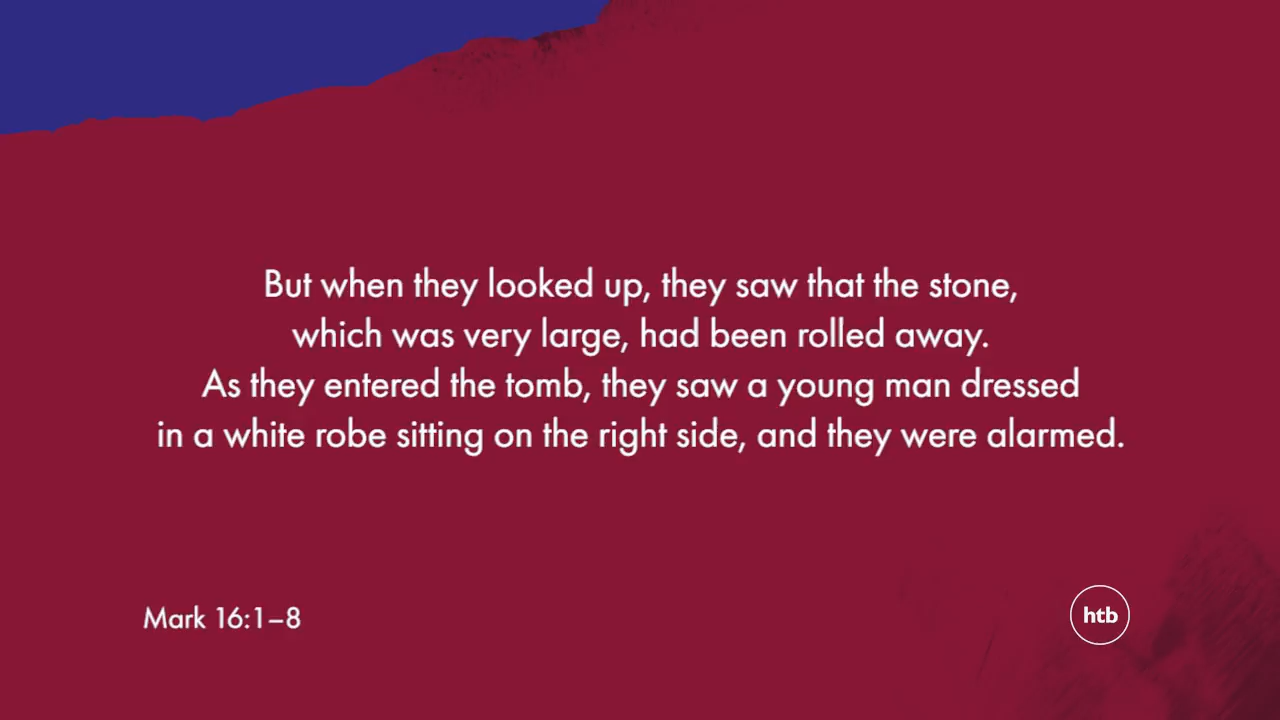 But when they looked up, they saw that the stone,
which was very large, had been rolled away.
As they entered the tomb, they saw a young man dressed
in a white robe sitting on the right side, and they were alarmed.
Mark 16:1–8
htb